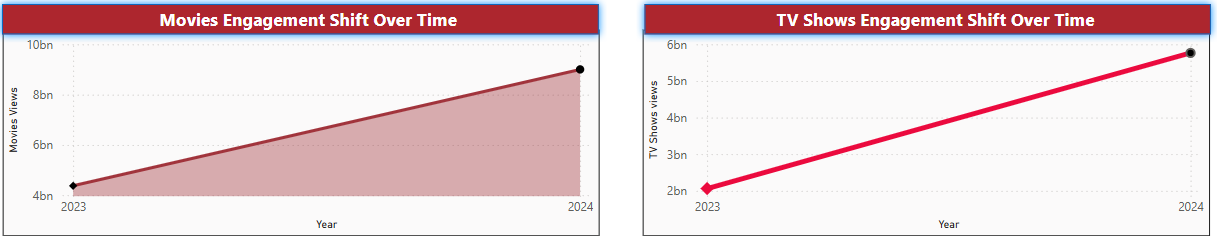 Movies Engagement Shift Over Time
10bn
8bn
6bn
4bn
Movies Views
2023
2024
Year
TV Shows Engagement Shift Over Time
6bn
5bn
4bn
3bn
2bn
TV Shows views
2023
2024
Year